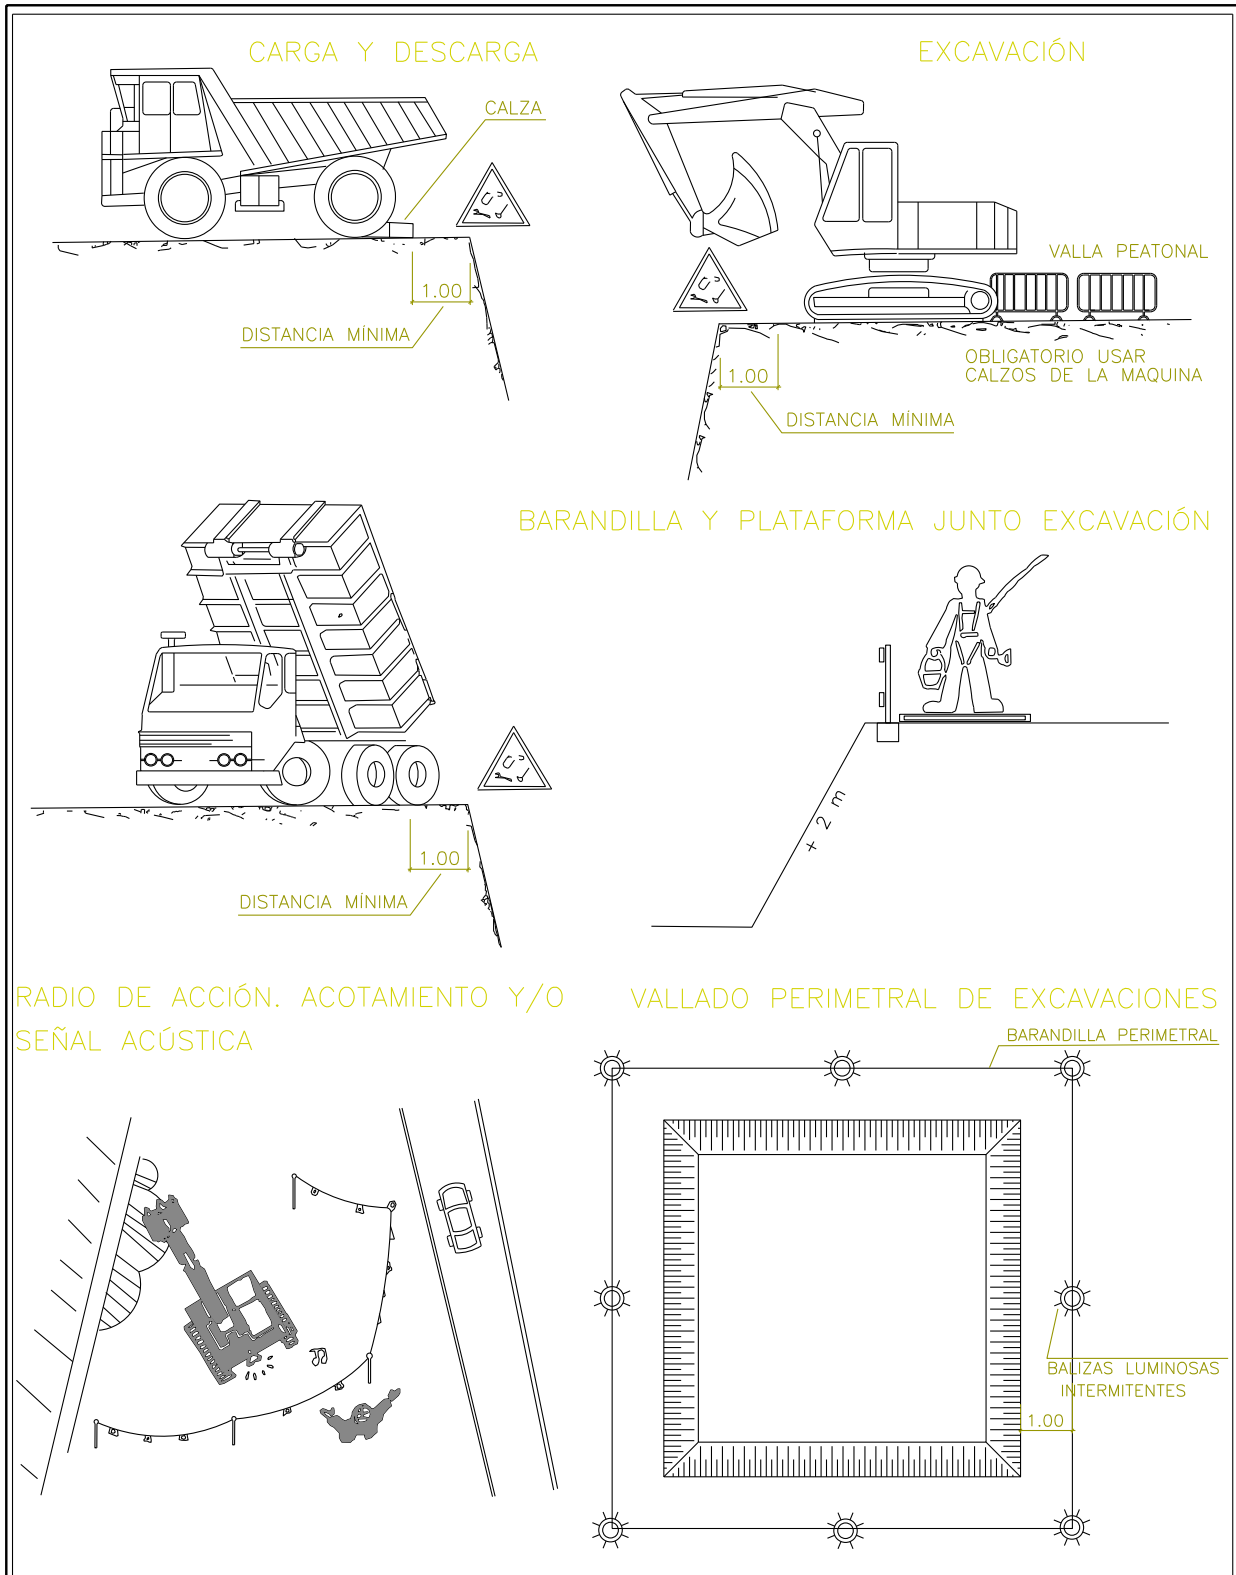 CARGA Y DESCARGA
CALZA
1.00
DISTANCIA MÍNIMA
EXCAVACIÓN
VALLA PEATONAL
OBLIGATORIO USAR
CALZOS DE LA MAQUINA
1.00
DISTANCIA MÍNIMA
1.00
DISTANCIA MÍNIMA
BARANDILLA Y PLATAFORMA JUNTO EXCAVACIÓN
+ 2 m
RADIO DE ACCIÓN. ACOTAMIENTO Y/O
SEÑAL ACÚSTICA
VALLADO PERIMETRAL DE EXCAVACIONES
BARANDILLA PERIMETRAL
BALIZAS LUMINOSAS
INTERMITENTES
1.00